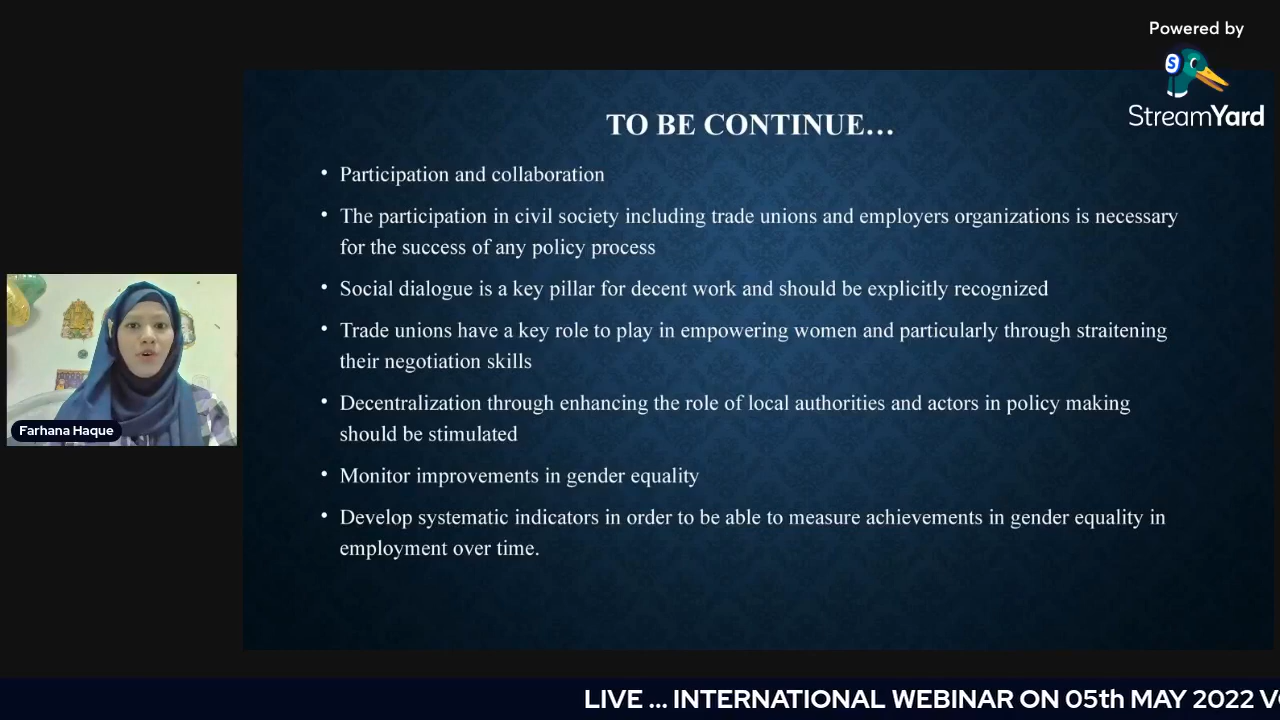 Powered by
S
StreamYard
TO BE CONTINUE...
• Participation and collaboration
• The participation in civil society including trade unions and employers organizations is necessary
for the success of any policy process
• Social dialogue is a key pillar for decent work and should be explicitly recognized
• Trade unions have a key role to play in empowering women and particularly through straitening
their negotiation skills
• Decentralization through enhancing the role of local authorities and actors in policy making
should be stimulated
• Monitor improvements in gender equality
• Develop systematic indicators in order to be able to measure achievements in gender equality in
employment over time.
Farhana Haque
LIVE ... INTERNATIONAL WEBINAR ON 05th MAY 2022 V